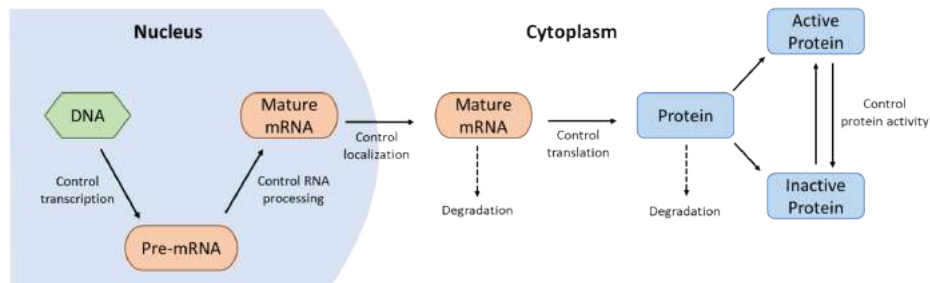 Nucleus
Cytoplasm
Active
Protein
DNA
Mature
mRNA
Control
localization
Mature
mRNA
Control
translation
Protein
Control
protein activity
Control
transcription
Control RNA
processing
Degradation
Degradation
Inactive
Protein
Pre-mRNA